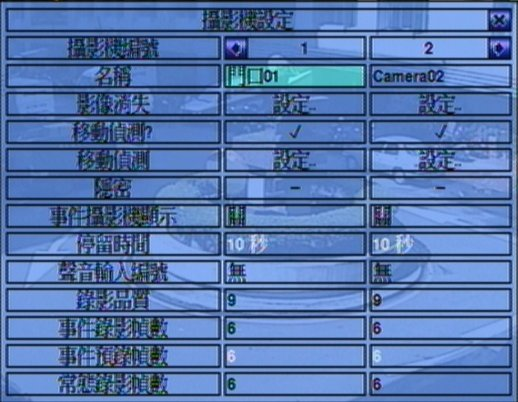 攝影機設定
攝影機編號 1 2
名稱 門口01 Camera02
影像消失 設定.. 設定..
移動偵測? ✓ ✓
移動偵測 設定.. 設定..
隱密 – –
事件攝影機顯示 關 關
停留時間 10 秒 10 秒
聲音輸入編號 無 無
錄影品質 9 9
事件錄影幀數 6 6
事件預錄幀數 6 6
常態錄影幀數 6 6